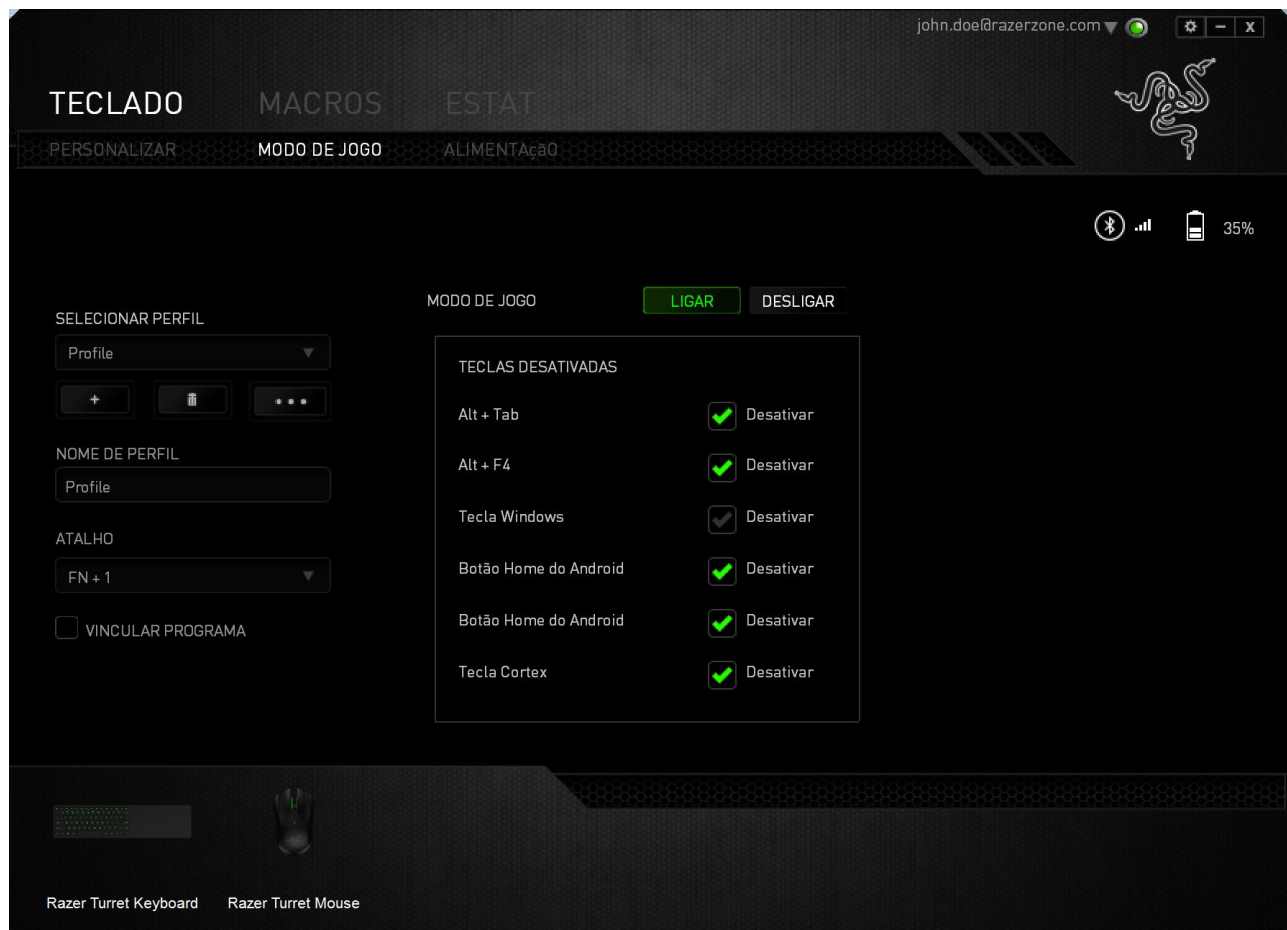 john.doe@razerzone.com
TECLADO MACROS ESTAT
PERSONALIZAR MODO DE JOGO ALIMENTAçãO
35%
MODO DE JOGO LIGAR DESLIGAR
SELECIONAR PERFIL
Profile
NOME DE PERFIL
Profile
ATALHO
FN + 1
VINCULAR PROGRAMA
TECLAS DESATIVADAS
Alt + Tab Desativar
Alt + F4 Desativar
Tecla Windows Desativar
Botão Home do Android Desativar
Botão Home do Android Desativar
Tecla Cortex Desativar
Razer Turret Keyboard Razer Turret Mouse